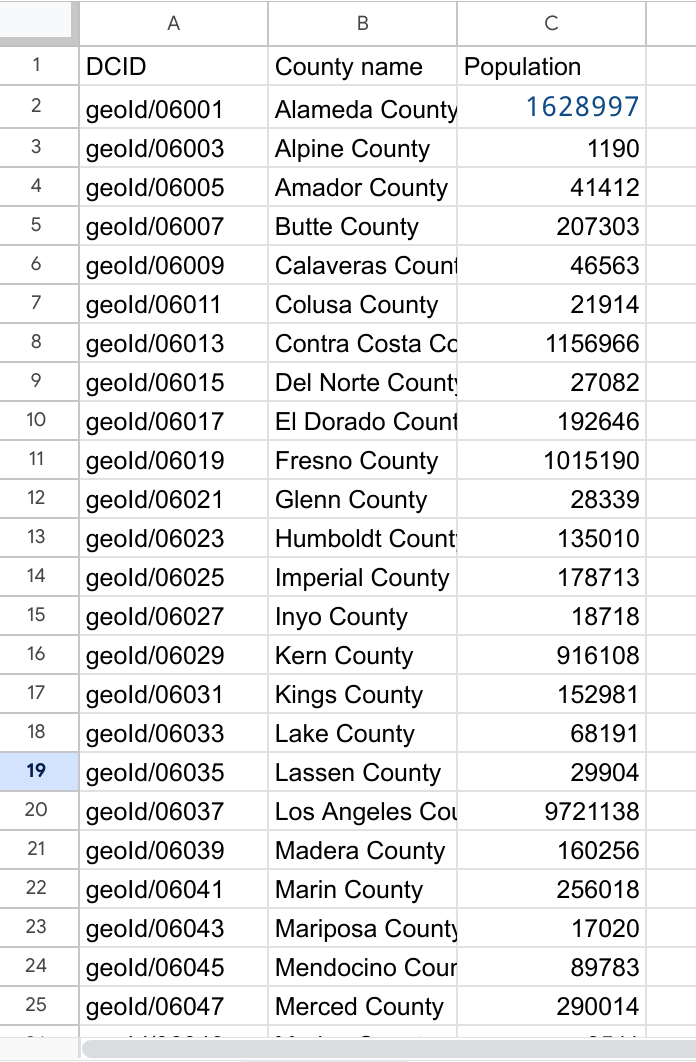 A B C
1 DCID County name Population
2 geoId/06001 Alameda County 1628997
3 geoId/06003 Alpine County 1190
4 geoId/06005 Amador County 41412
5 geoId/06007 Butte County 207303
6 geoId/06009 Calaveras Count 46563
7 geoId/06011 Colusa County 21914
8 geoId/06013 Contra Costa Co 1156966
9 geoId/06015 Del Norte County 27082
10 geoId/06017 El Dorado Count 192646
11 geoId/06019 Fresno County 1015190
12 geoId/06021 Glenn County 28339
13 geoId/06023 Humboldt County 135010
14 geoId/06025 Imperial County 178713
15 geoId/06027 Inyo County 18718
16 geoId/06029 Kern County 916108
17 geoId/06031 Kings County 152981
18 geoId/06033 Lake County 68191
19 geoId/06035 Lassen County 29904
20 geoId/06037 Los Angeles Cou 9721138
21 geoId/06039 Madera County 160256
22 geoId/06041 Marin County 256018
23 geoId/06043 Mariposa County 17020
24 geoId/06045 Mendocino Cour 89783
25 geoId/06047 Merced County 290014